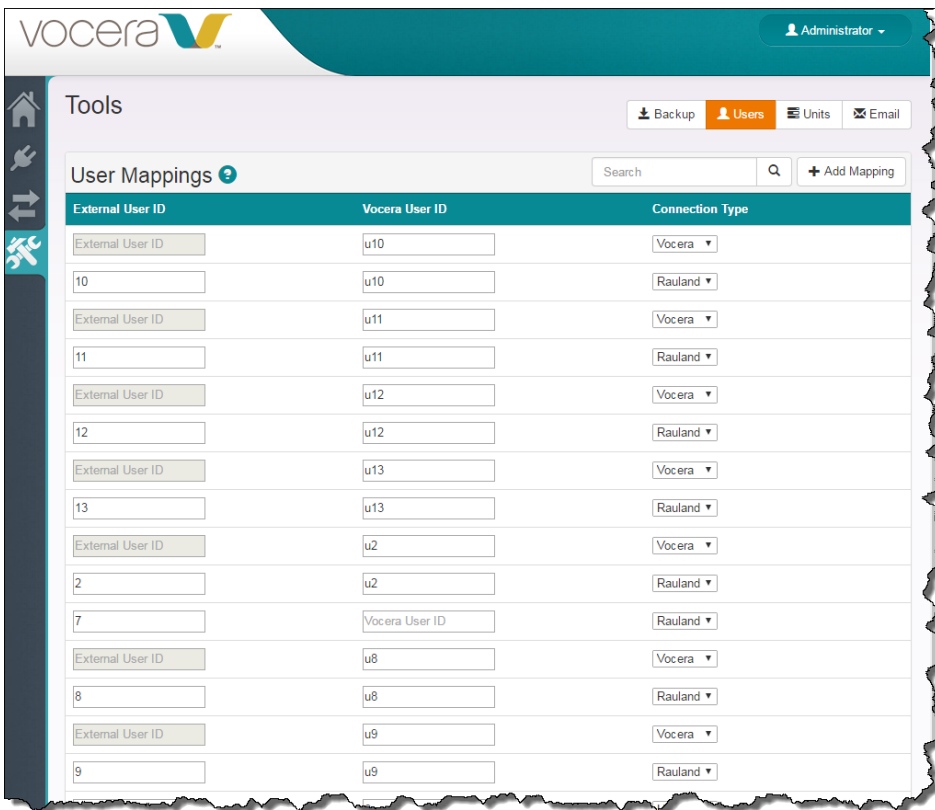 vocera
Administrator
Tools
Backup Users Units Email
User Mappings ? Search Add Mapping
External User ID Vocera User ID Connection Type
External User ID u10 Vocera
10 u10 Rauland
External User ID u11 Vocera
11 u11 Rauland
External User ID u12 Vocera
12 u12 Rauland
External User ID u13 Vocera
13 u13 Rauland
External User ID u2 Vocera
2 u2 Rauland
7 Vocera User ID Rauland
External User ID u8 Vocera
8 u8 Rauland
External User ID u9 Vocera
9 u9 Rauland